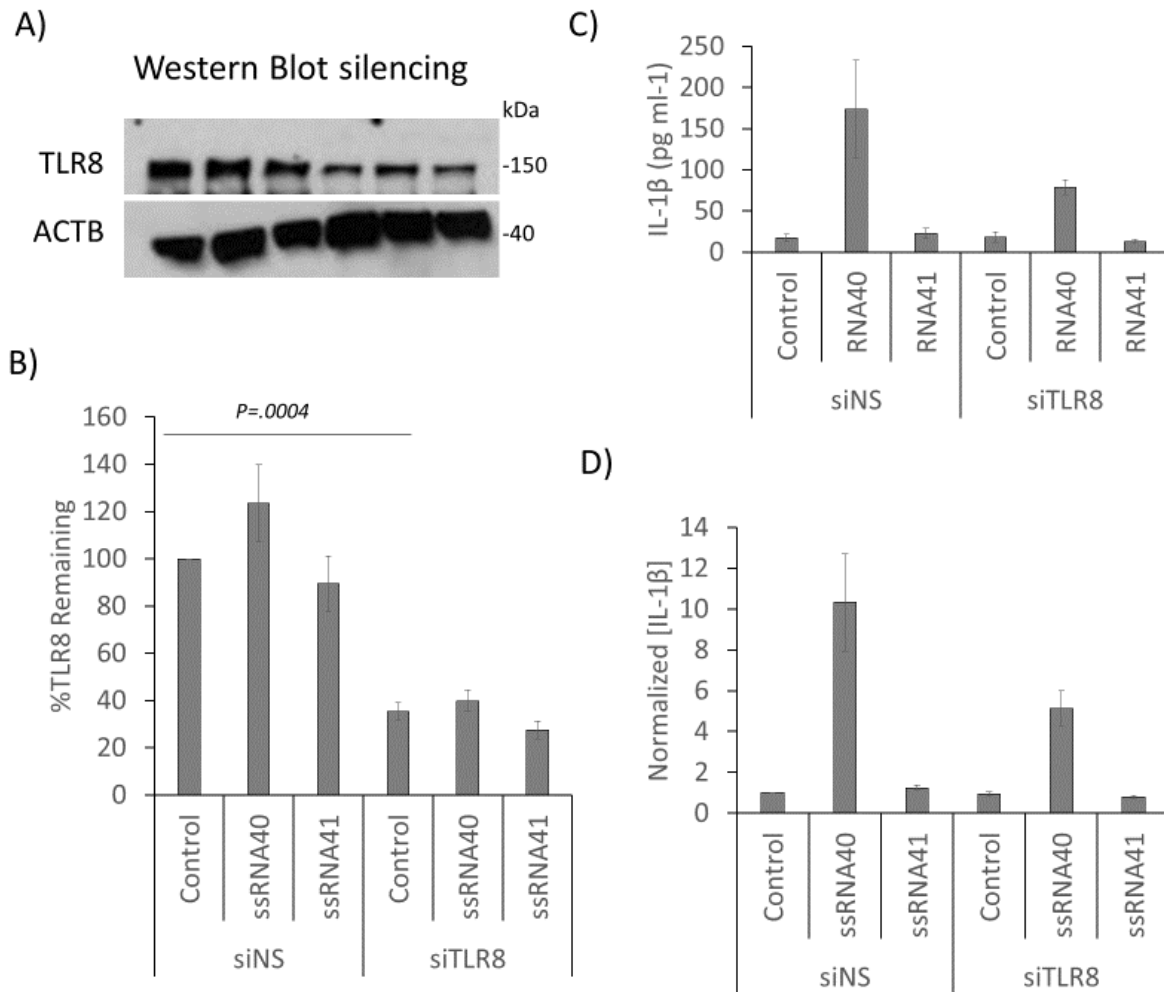 A)
Western Blot silencing
kDa
TLR8
-150
ACTB
-40
B)
P=.0004
%TLR8 Remaining
160
140
120
100
80
60
40
20
0
Control
ssRNA40
ssRNA41
Control
ssRNA40
ssRNA41
siNS
siTLR8
C)
IL-1β (pg ml-1)
250
200
150
100
50
0
Control
RNA40
RNA41
Control
RNA40
RNA41
siNS
siTLR8
D)
Normalized [IL-1β]
14
12
10
8
6
4
2
0
Control
ssRNA40
ssRNA41
Control
ssRNA40
ssRNA41
siNS
siTLR8